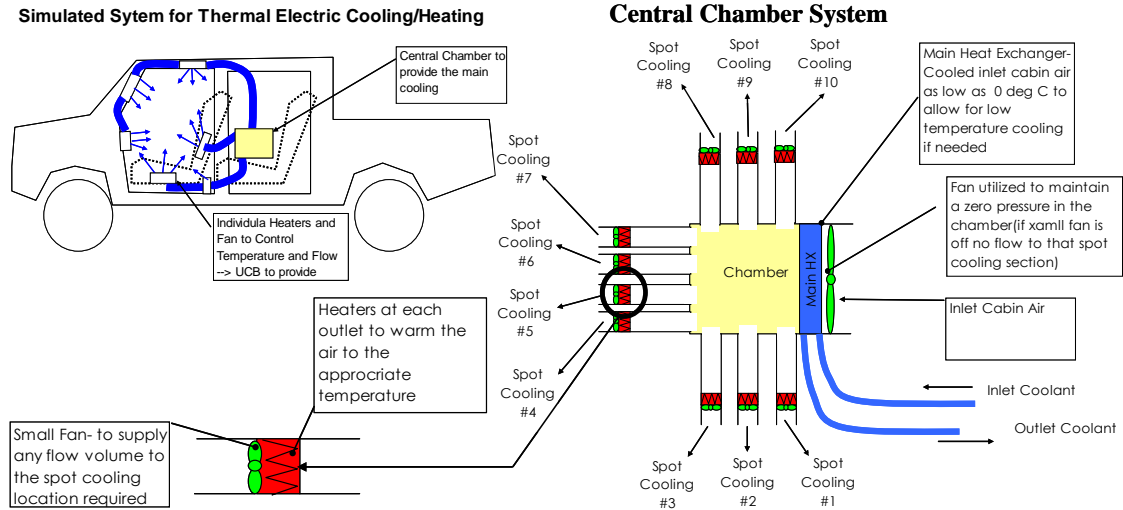 Simulated Sytem for Thermal Electric Cooling/Heating
Central Chamber System
Central Chamber to
provide the main
cooling
Individula Heaters and
Fan to Control
Temperature and Flow
--> UCB to provide
Heaters at each
outlet to warm the
air to the
approcriate
temperature
Small Fan- to supply
any flow volume to
the spot cooling
location required
Spot
Cooling
#8
Spot
Cooling
#9
Spot
Cooling
#10
Spot
Cooling
#7
Spot
Cooling
#6
Spot
Cooling
#5
Spot
Cooling
#4
Spot
Cooling
#3
Spot
Cooling
#2
Spot
Cooling
#1
Chamber
Main HX
Main Heat Exchanger-
Cooled inlet cabin air
as low as 0 deg C to
allow for low
temperature cooling
if needed
Fan utilized to maintain
a zero pressure in the
chamber(if xamll fan is
off no flow to that spot
cooling section)
Inlet Cabin Air
Inlet Coolant
Outlet Coolant